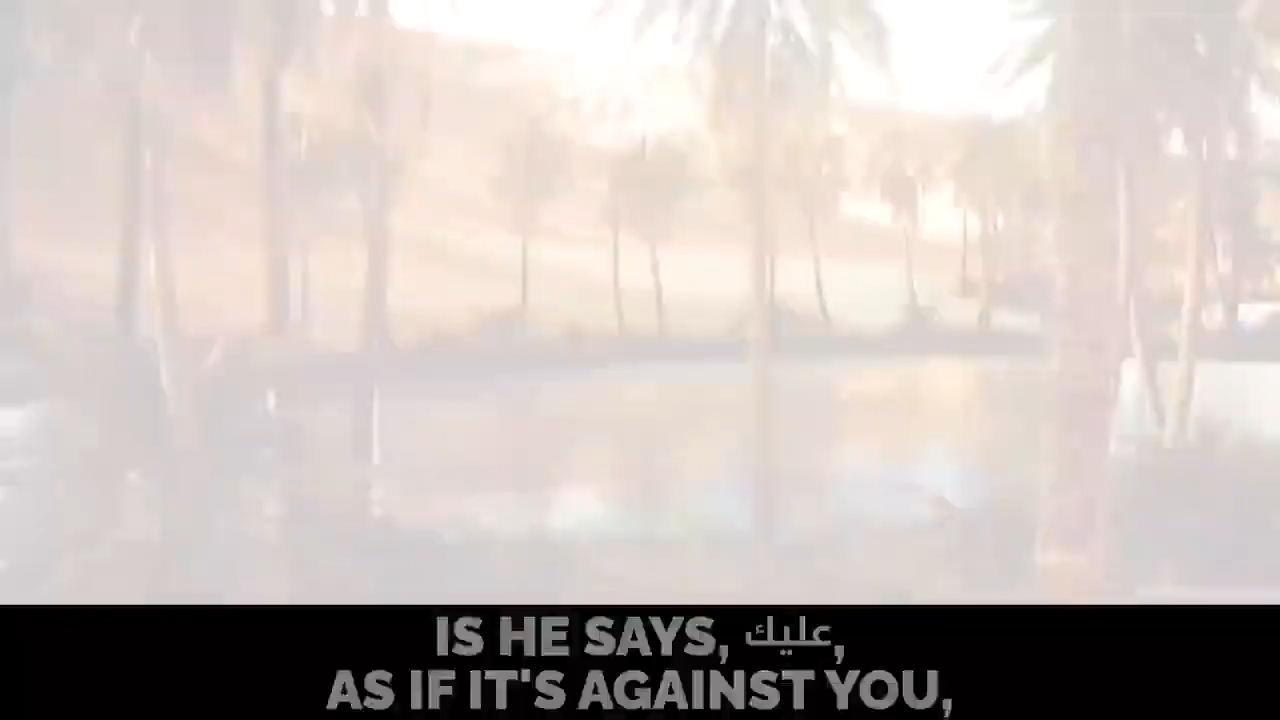 IS HE SAYS, عليك,
AS IF IT'S AGAINST YOU,